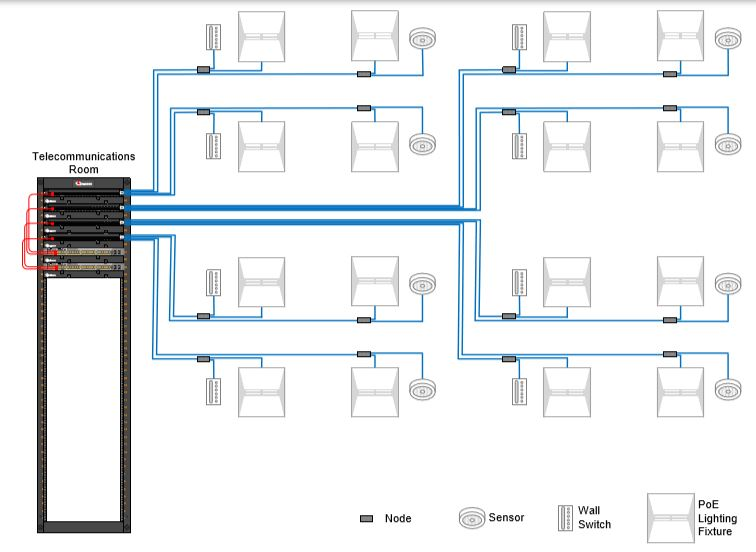 Telecommunications
Room
Node
Sensor
Wall
Switch
PoE
Lighting
Fixture